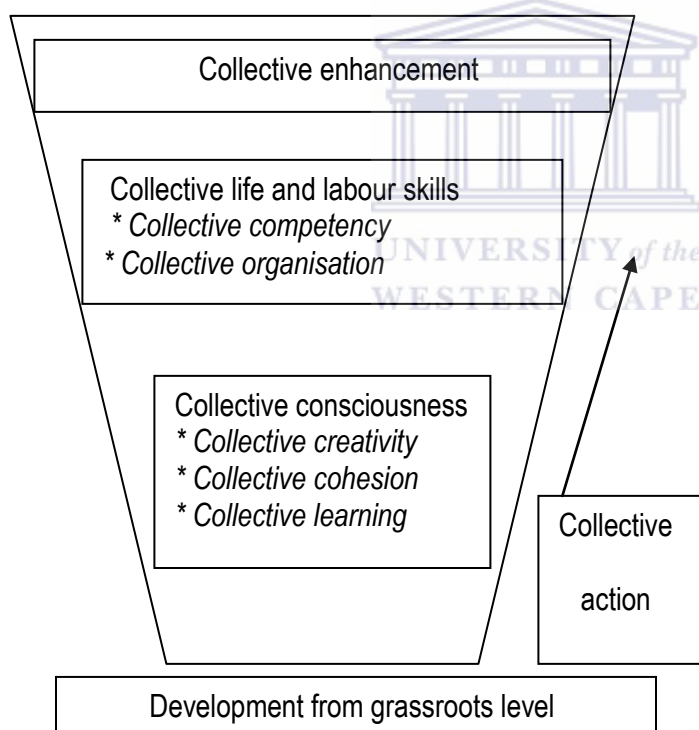 Collective enhancement
Collective life and labour skills
* Collective competency
* Collective organisation
UNIVERSITY of the
WESTERN CAPE
Collective consciousness
* Collective creativity
* Collective cohesion
* Collective learning
Collective
action
Development from grassroots level